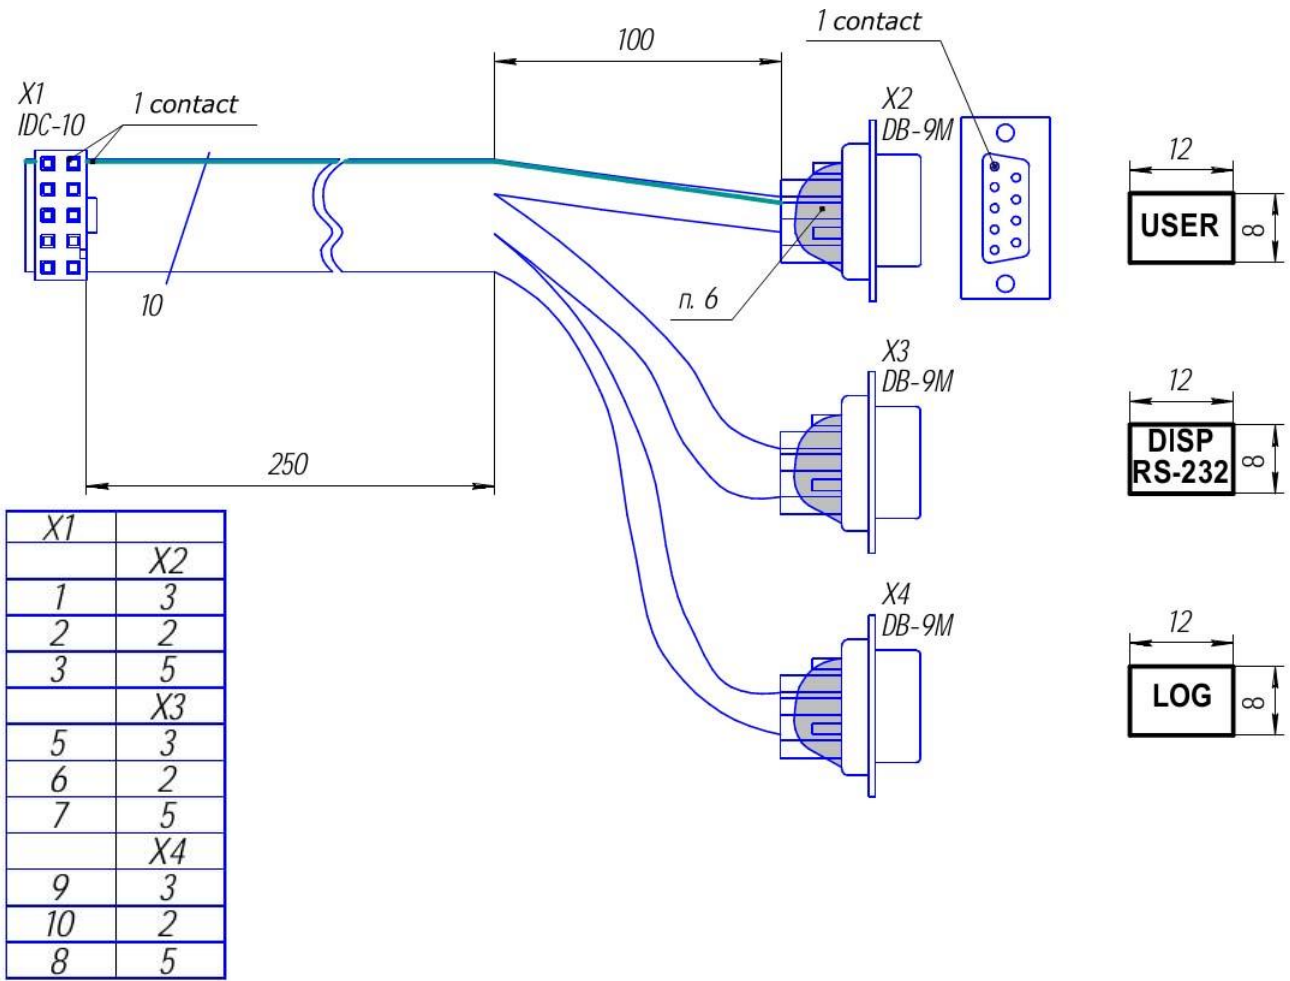 100
1 contact
X1
IDC-10
1 contact
X2
DB-9M
12
USER
8
10
п. 6
X3
DB-9M
12
DISP
RS-232
8
250
X4
DB-9M
12
LOG
8
X1
X2
1 3
2 2
3 5
X3
5 3
6 2
7 5
X4
9 3
10 2
8 5